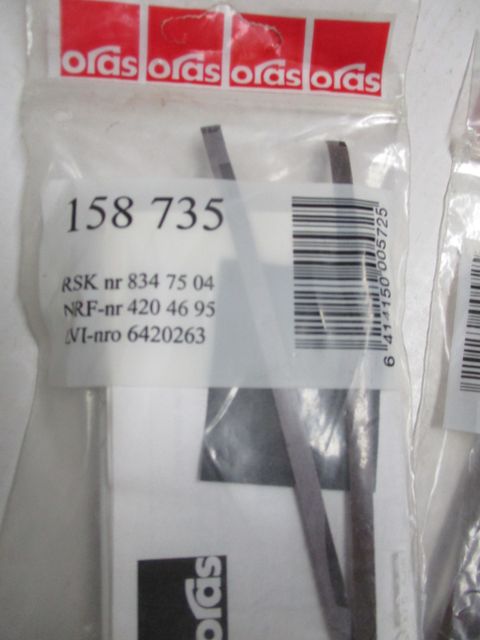 oras oras oras oras
158 735
RSK nr 834 75 04
NRF-nr 420 46 95
LVI-nro 6420263
6 414150 005725
oras